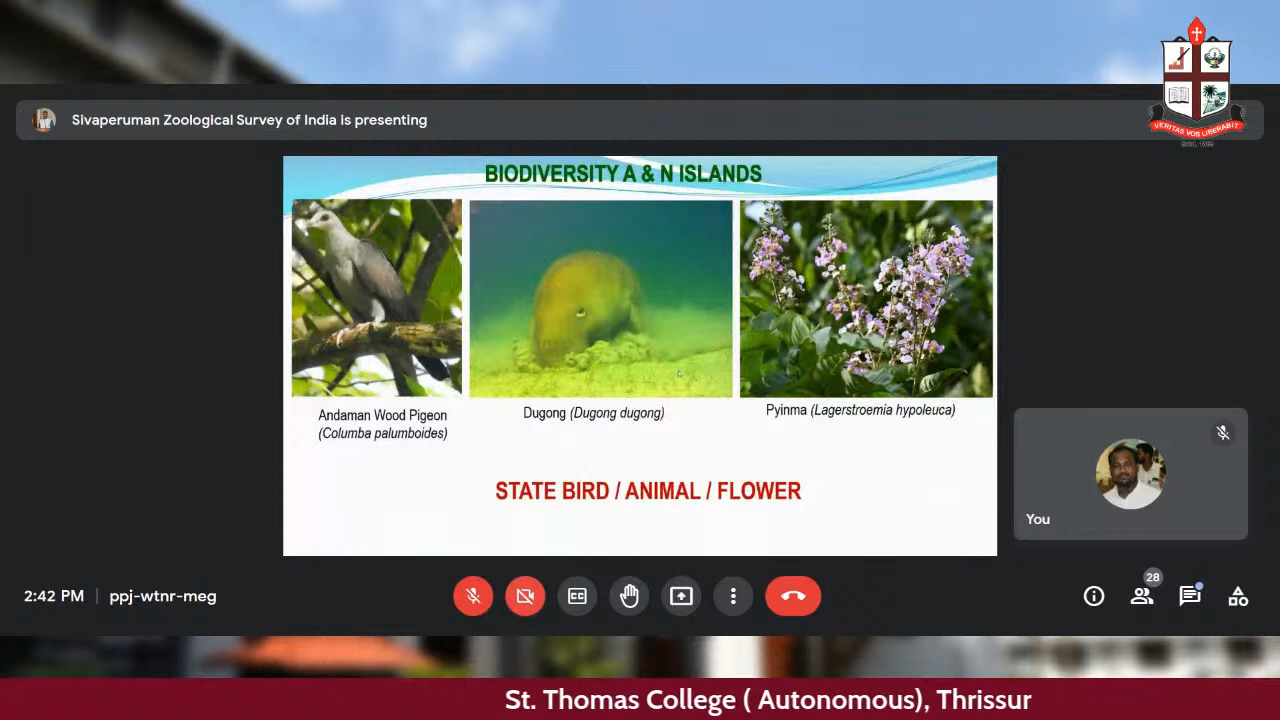 VERITAS VOS LIBERABIT
Sivaperuman Zoological Survey of India is presenting
BIODIVERSITY A & N ISLANDS
Andaman Wood Pigeon
(Columba palumboides)
Dugong (Dugong dugong)
Pyinma (Lagerstroemia hypoleuca)
STATE BIRD / ANIMAL / FLOWER
You
2:42 PM | ppj-wtnr-meg
CC
28
St. Thomas College ( Autonomous), Thrissur